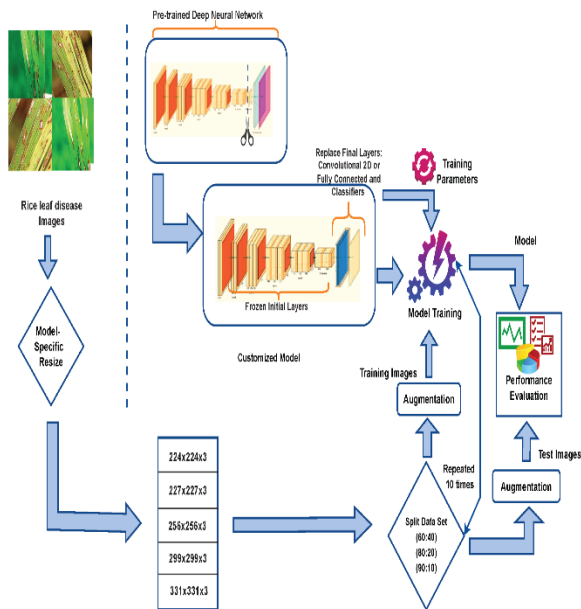 Pre-trained Deep Neural Network
Replace Final Layers:
Convolutional 2D or
Fully Connected and
Classifiers
Training
Parameters
Rice leaf disease
Images
Frozen Initial Layers
Customized Model
Model Training
Model
Model-
Specific
Resize
Training Images
Augmentation
Performance
Evaluation
Test Images
Augmentation
Repeated
10 times
Split Data Set
(60:40)
(80:20)
(90:10)
224x224x3
227x227x3
256x256x3
299x299x3
331x331x3